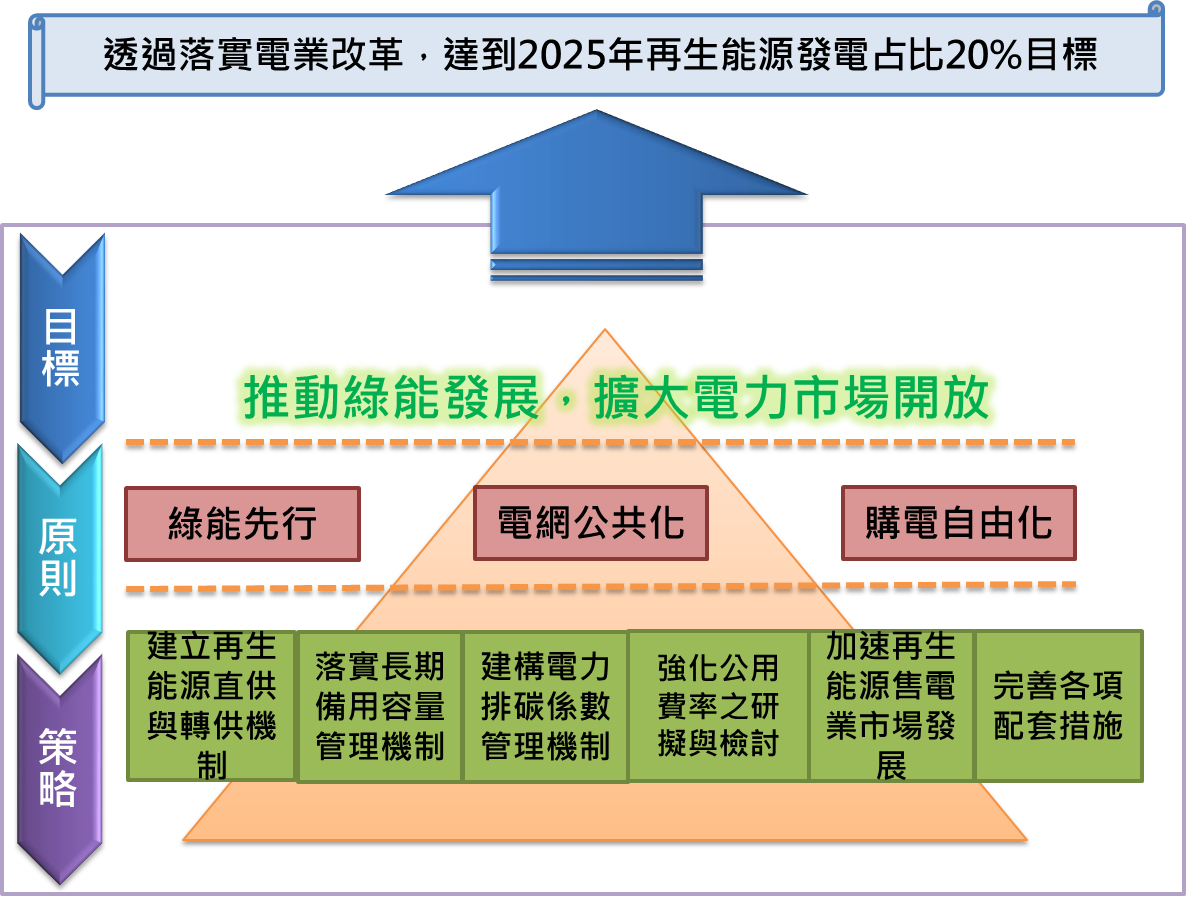 透過落實電業改革，達到2025年再生能源發電占比20%目標
目標
推動綠能發展，擴大電力市場開放
原則
綠能先行
電網公共化
購電自由化
策略
建立再生
能源直供
與轉供機
制
落實長期
備用容量
管理機制
建構電力
排碳係數
管理機制
強化公用
費率之研
擬與檢討
加速再生
能源售電
業市場發
展
完善各項
配套措施